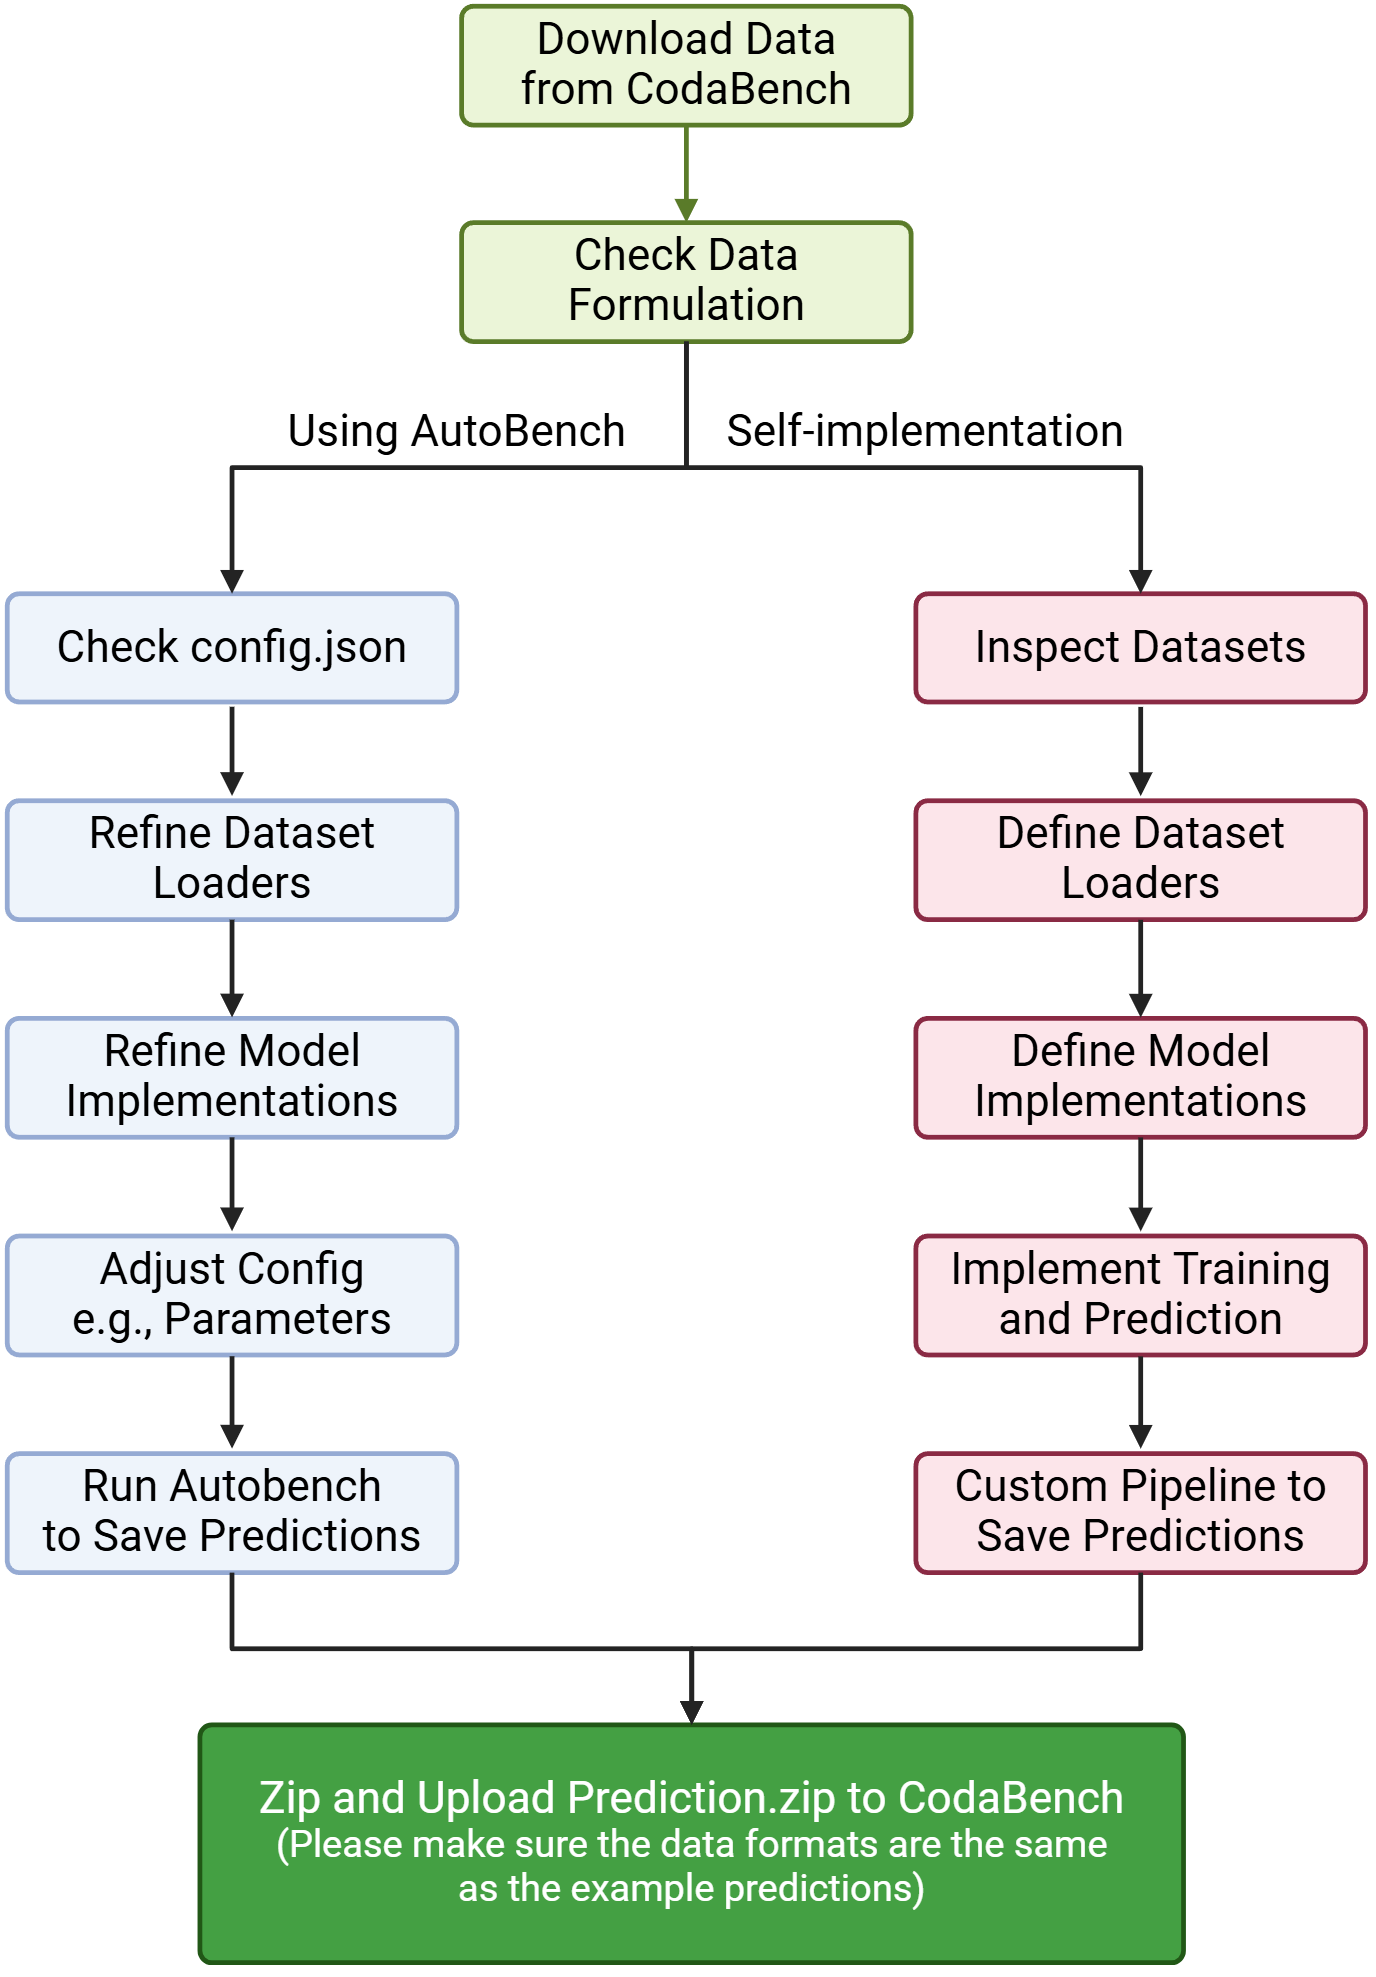 Download Data
from CodaBench
Check Data
Formulation
Using AutoBench
Self-implementation
Check config.json
Refine Dataset
Loaders
Refine Model
Implementations
Adjust Config
e.g., Parameters
Run Autobench
to Save Predictions
Inspect Datasets
Define Dataset
Loaders
Define Model
Implementations
Implement Training
and Prediction
Custom Pipeline to
Save Predictions
Zip and Upload Prediction.zip to CodaBench
(Please make sure the data formats are the same
as the example predictions)